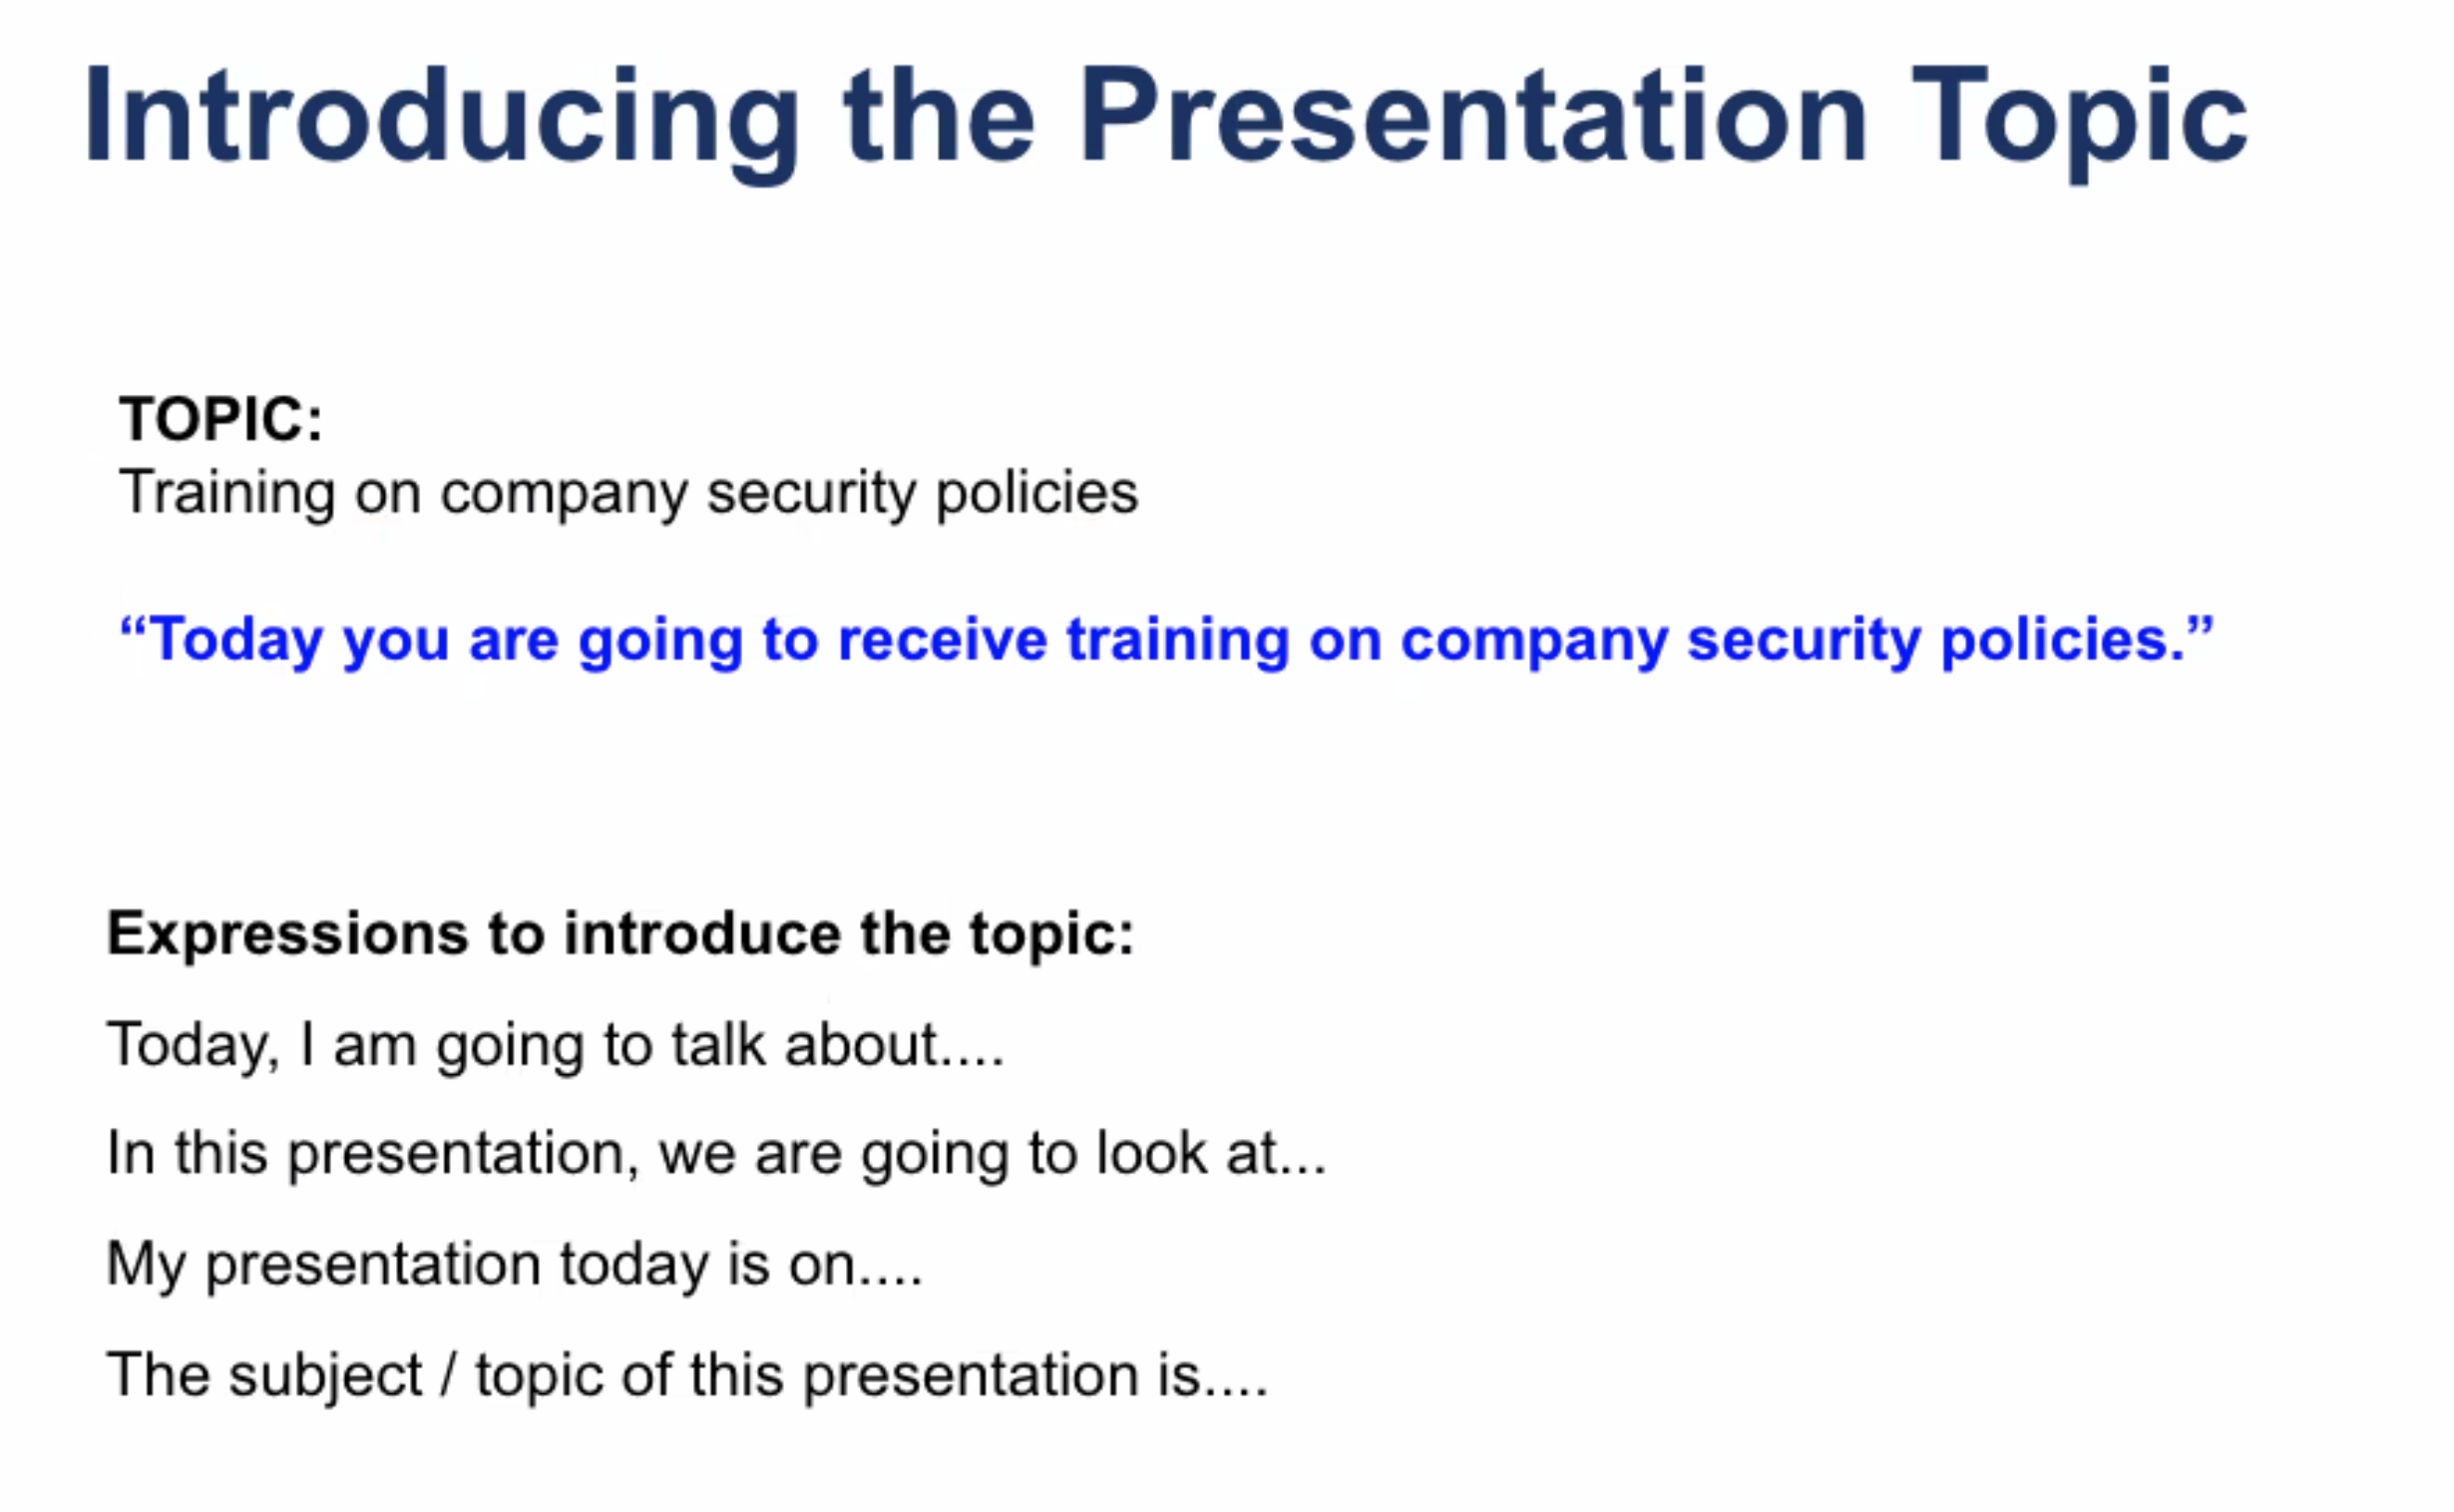 Introducing the Presentation Topic
TOPIC:
Training on company security policies
“Today you are going to receive training on company security policies.”
Expressions to introduce the topic:
Today, I am going to talk about....
In this presentation, we are going to look at...
My presentation today is on....
The subject / topic of this presentation is....